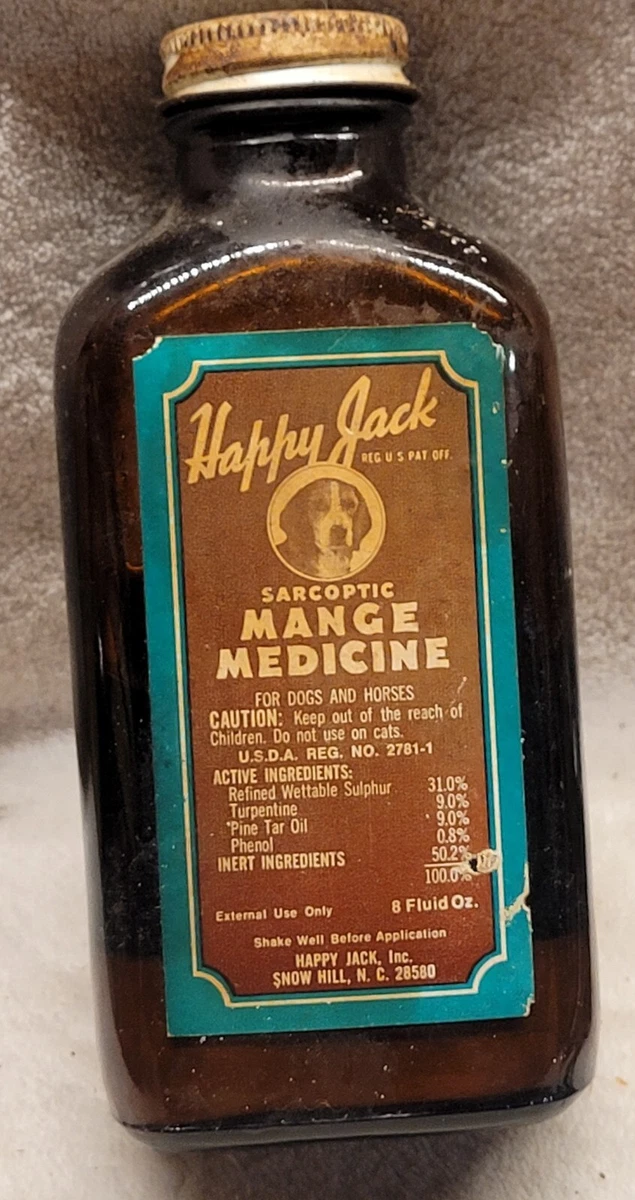 Happy Jack
REG. U S PAT. OFF.
SARCOPTIC
MANGE
MEDICINE
FOR DOGS AND HORSES
CAUTION: Keep out of the reach of
Children. Do not use on cats.
U.S.D.A. REG. NO. 2781-1
ACTIVE INGREDIENTS:
Refined Wettable Sulphur 31.0%
Turpentine 9.0%
Pine Tar Oil 9.0%
Phenol 0.8%
INERT INGREDIENTS 50.2%
100.0%
External Use Only 8 Fluid Oz.
Shake Well Before Application
HAPPY JACK, Inc.
SNOW HILL, N. C. 28580